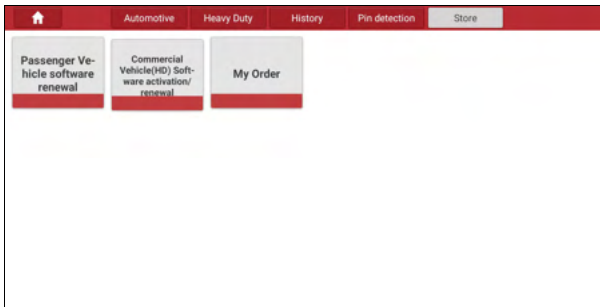 Automotive Heavy Duty History Pin detection Store
Passenger Ve-
hicle software
renewal
Commercial
Vehicle(HD) Soft-
ware activation/
renewal
My Order